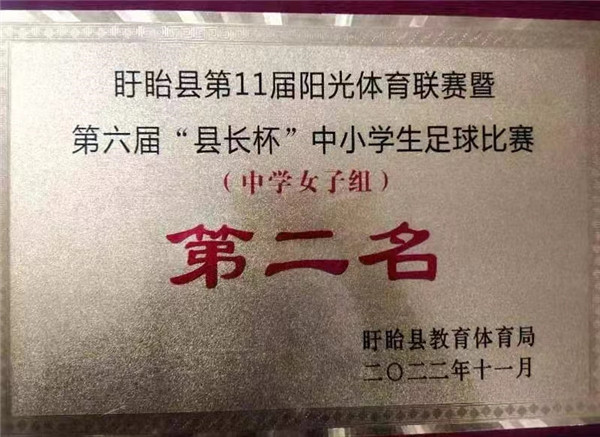 盱眙县第11届阳光体育联赛暨
第六届“县长杯”中小学生足球比赛
（中学女子组）
第二名
盱眙县教育体育局
二〇二二年十一月